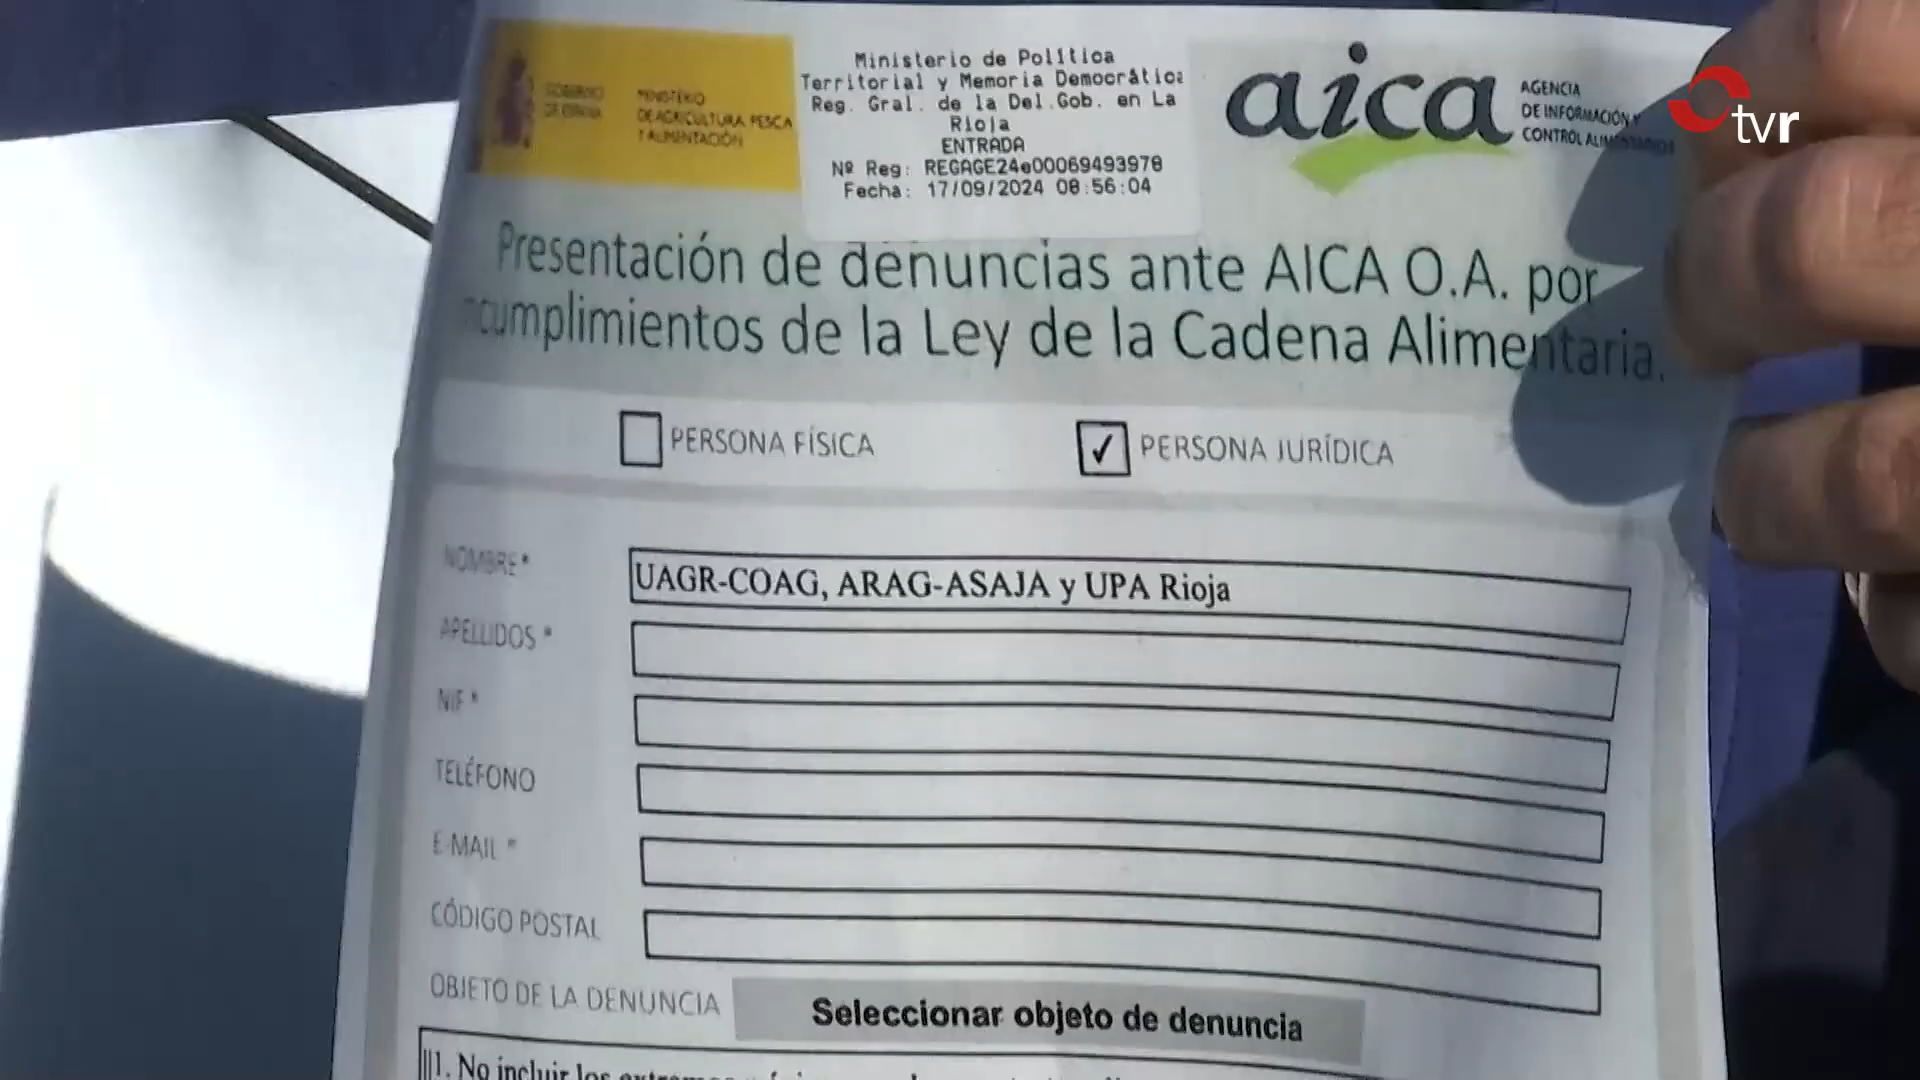 GOBIERNO
DE ESPAÑA
MINISTERIO
DE AGRICULTURA, PESCA
Y ALIMENTACIÓN
Ministerio de Política
Territorial y Memoria Democrática
Reg. Gral. de la Del.Gob. en La
Rioja
ENTRADA
Nº Reg: REGAGE24e00069493978
Fecha: 17/09/2024 08:56:04
aica
AGENCIA
DE INFORMACIÓN Y
CONTROL ALIMENTARIOS
tvr
Presentación de denuncias ante AICA O.A. por
cumplimientos de la Ley de la Cadena Alimentaria.
PERSONA FÍSICA
✓ PERSONA JURÍDICA
NOMBRE* UAGR-COAG, ARAG-ASAJA y UPA Rioja
APELLIDOS *
NIF *
TELÉFONO
E-MAIL *
CÓDIGO POSTAL
OBJETO DE LA DENUNCIA Seleccionar objeto de denuncia
1. No incluir los